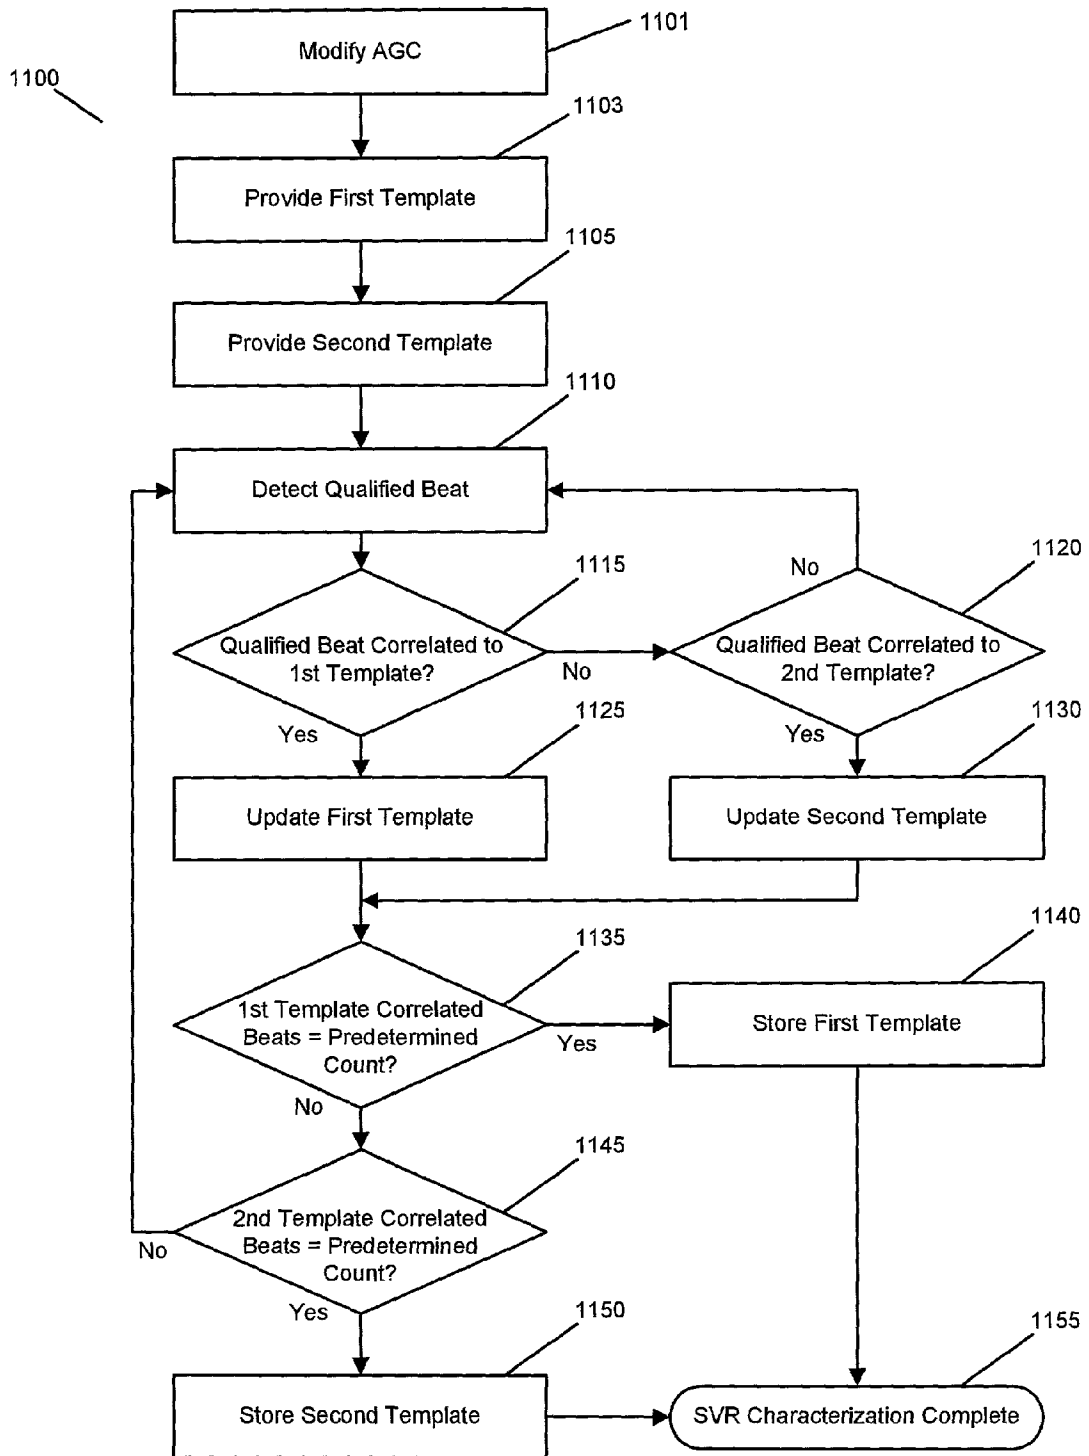 1101
Modify AGC
1100
1103
Provide First Template
1105
Provide Second Template
1110
Detect Qualified Beat
1120
No
1115
Qualified Beat Correlated to
1st Template?
No
Qualified Beat Correlated to
2nd Template?
Yes
1125
Yes
1130
Update First Template
Update Second Template
1135
1140
1st Template Correlated
Beats = Predetermined
Count?
Yes
Store First Template
No
1145
2nd Template Correlated
Beats = Predetermined
Count?
No
Yes
1150
1155
Store Second Template
SVR Characterization Complete